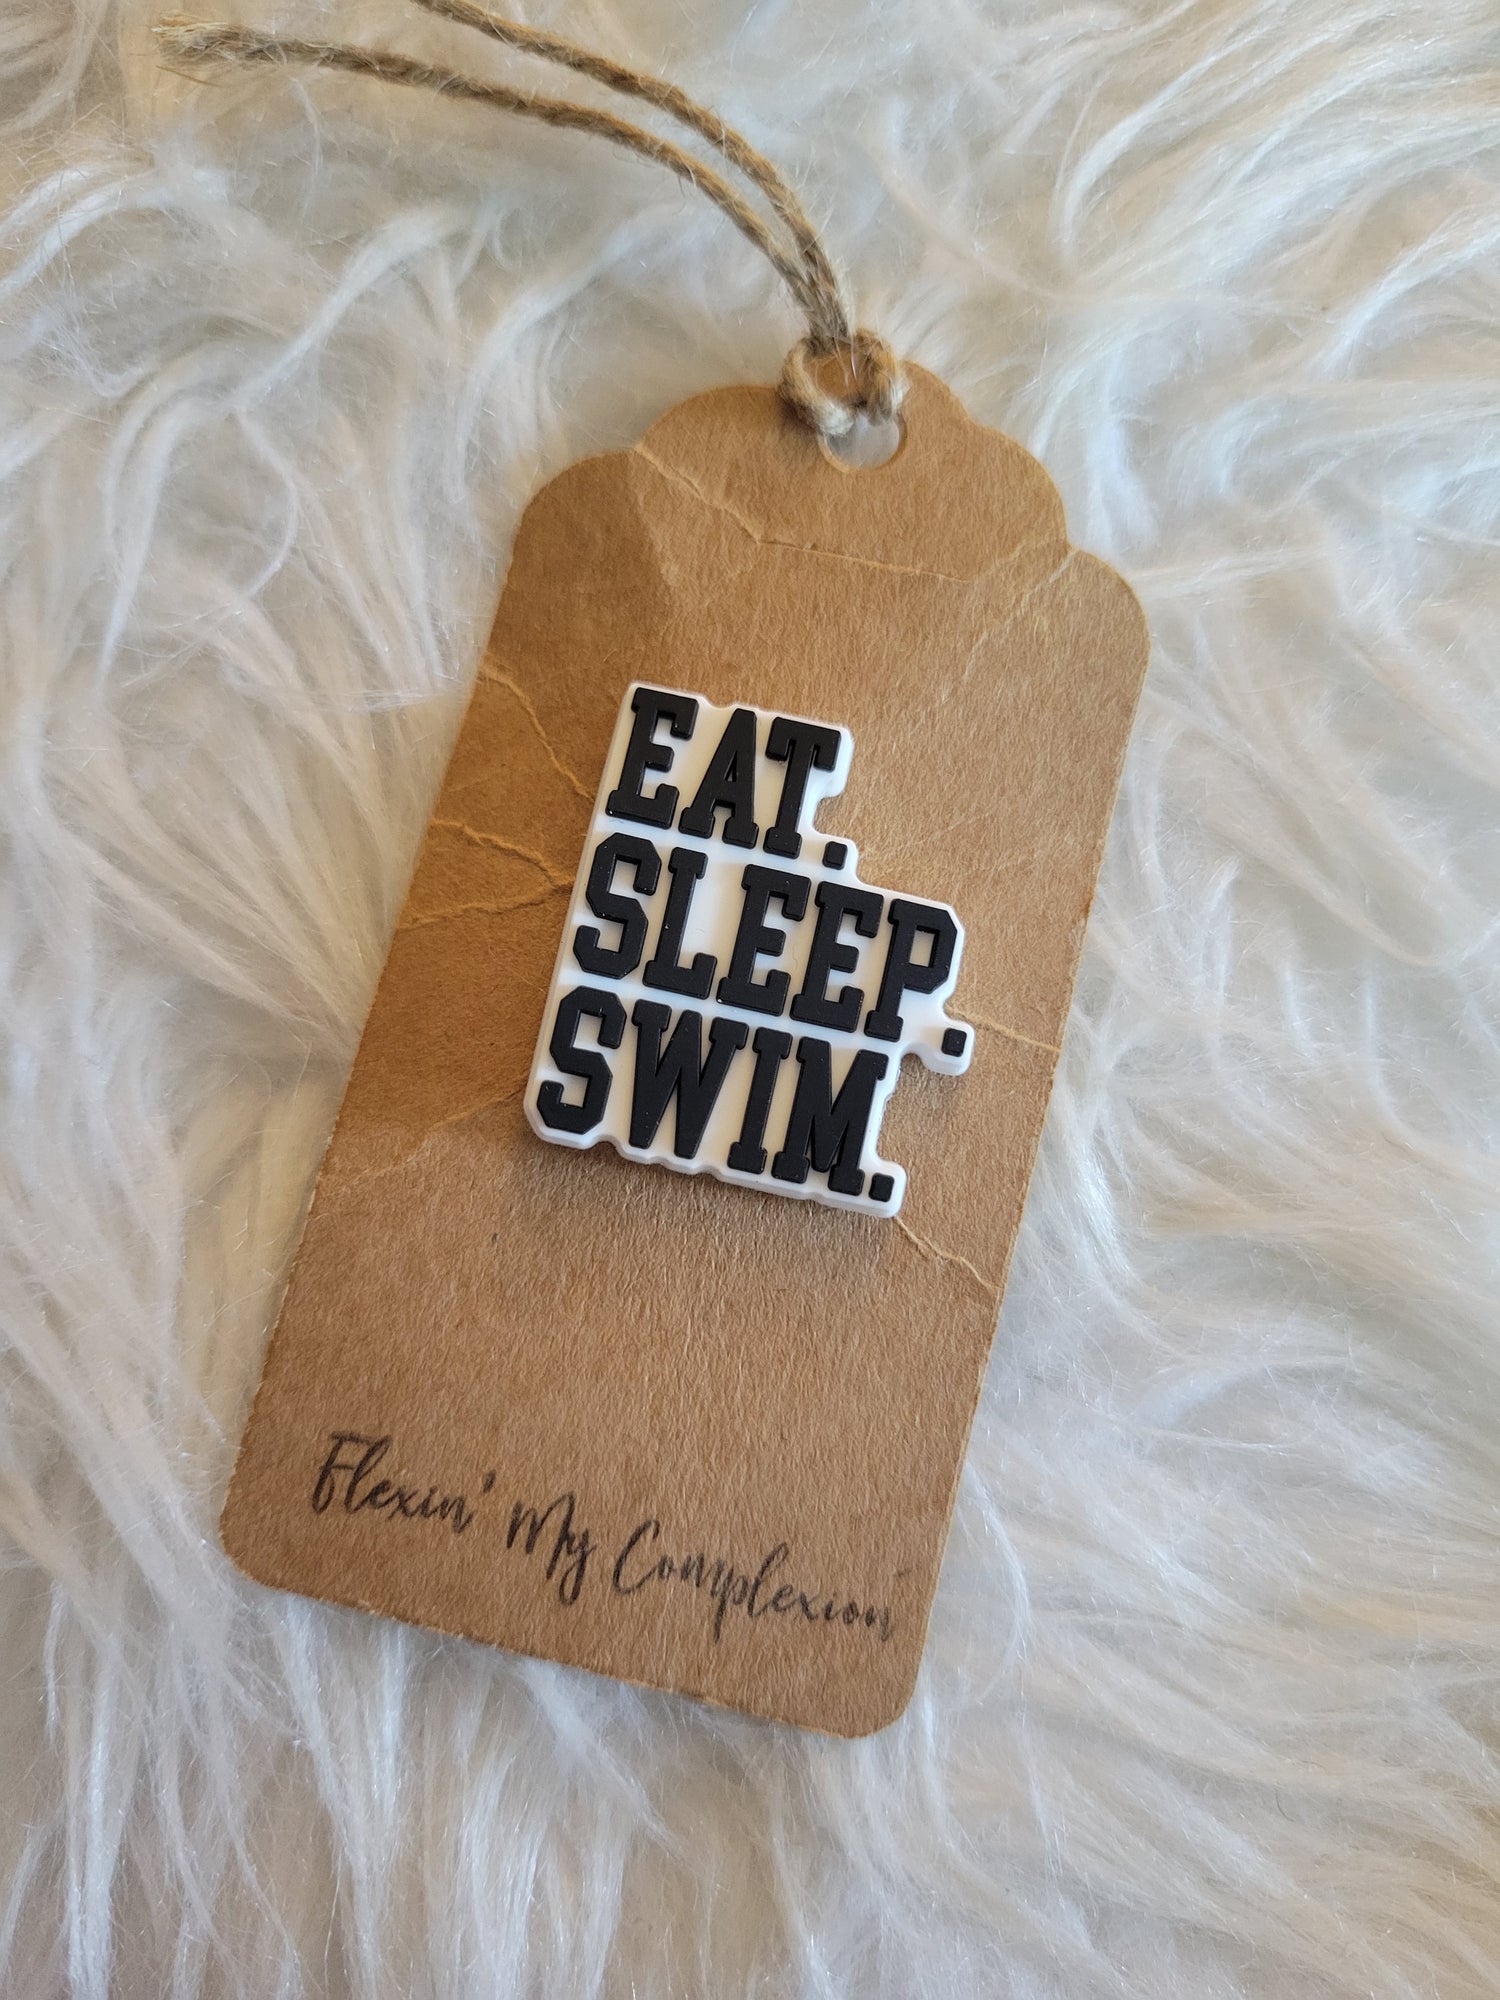 EAT.
SLEEP.
SWIM.
Flexin' My Complexion